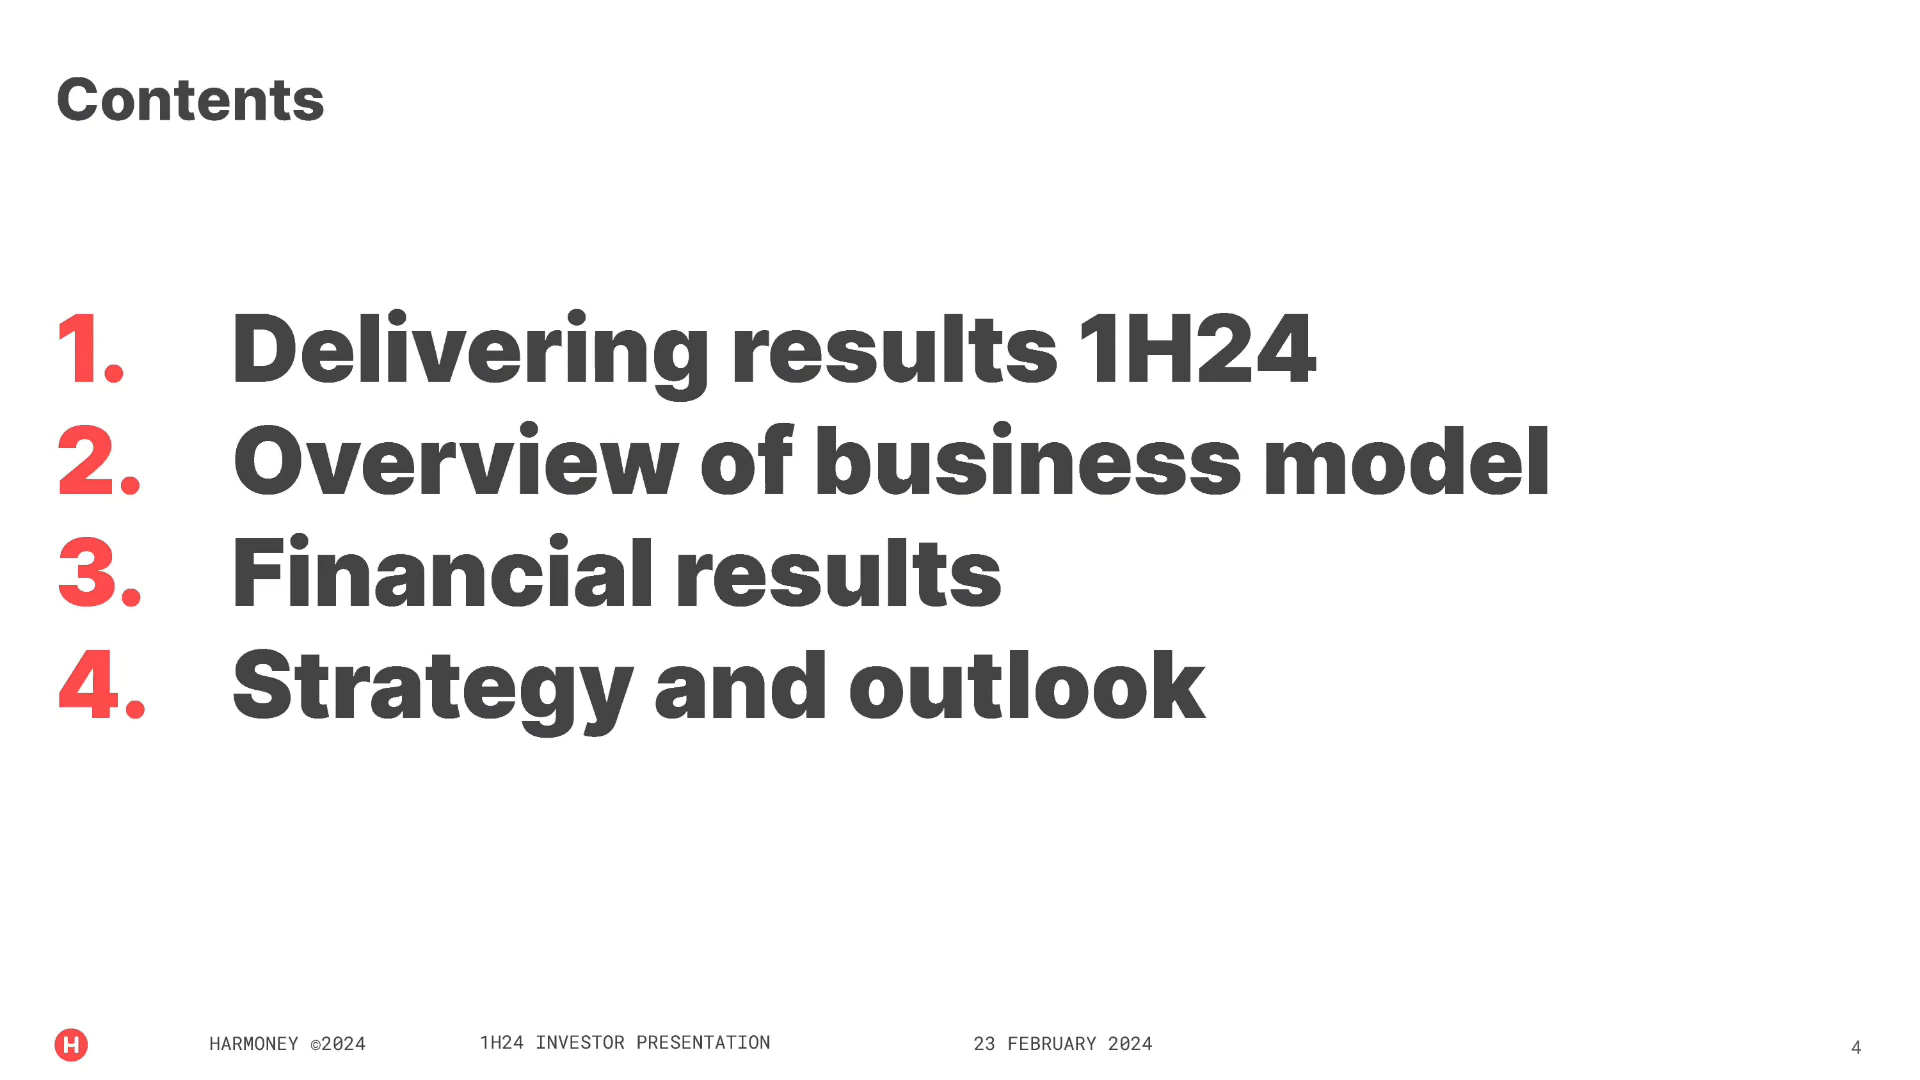 Contents
1. Delivering results 1H24
2. Overview of business model
3. Financial results
4. Strategy and outlook
H HARMONEY ©2024 1H24 INVESTOR PRESENTATION 23 FEBRUARY 2024 4